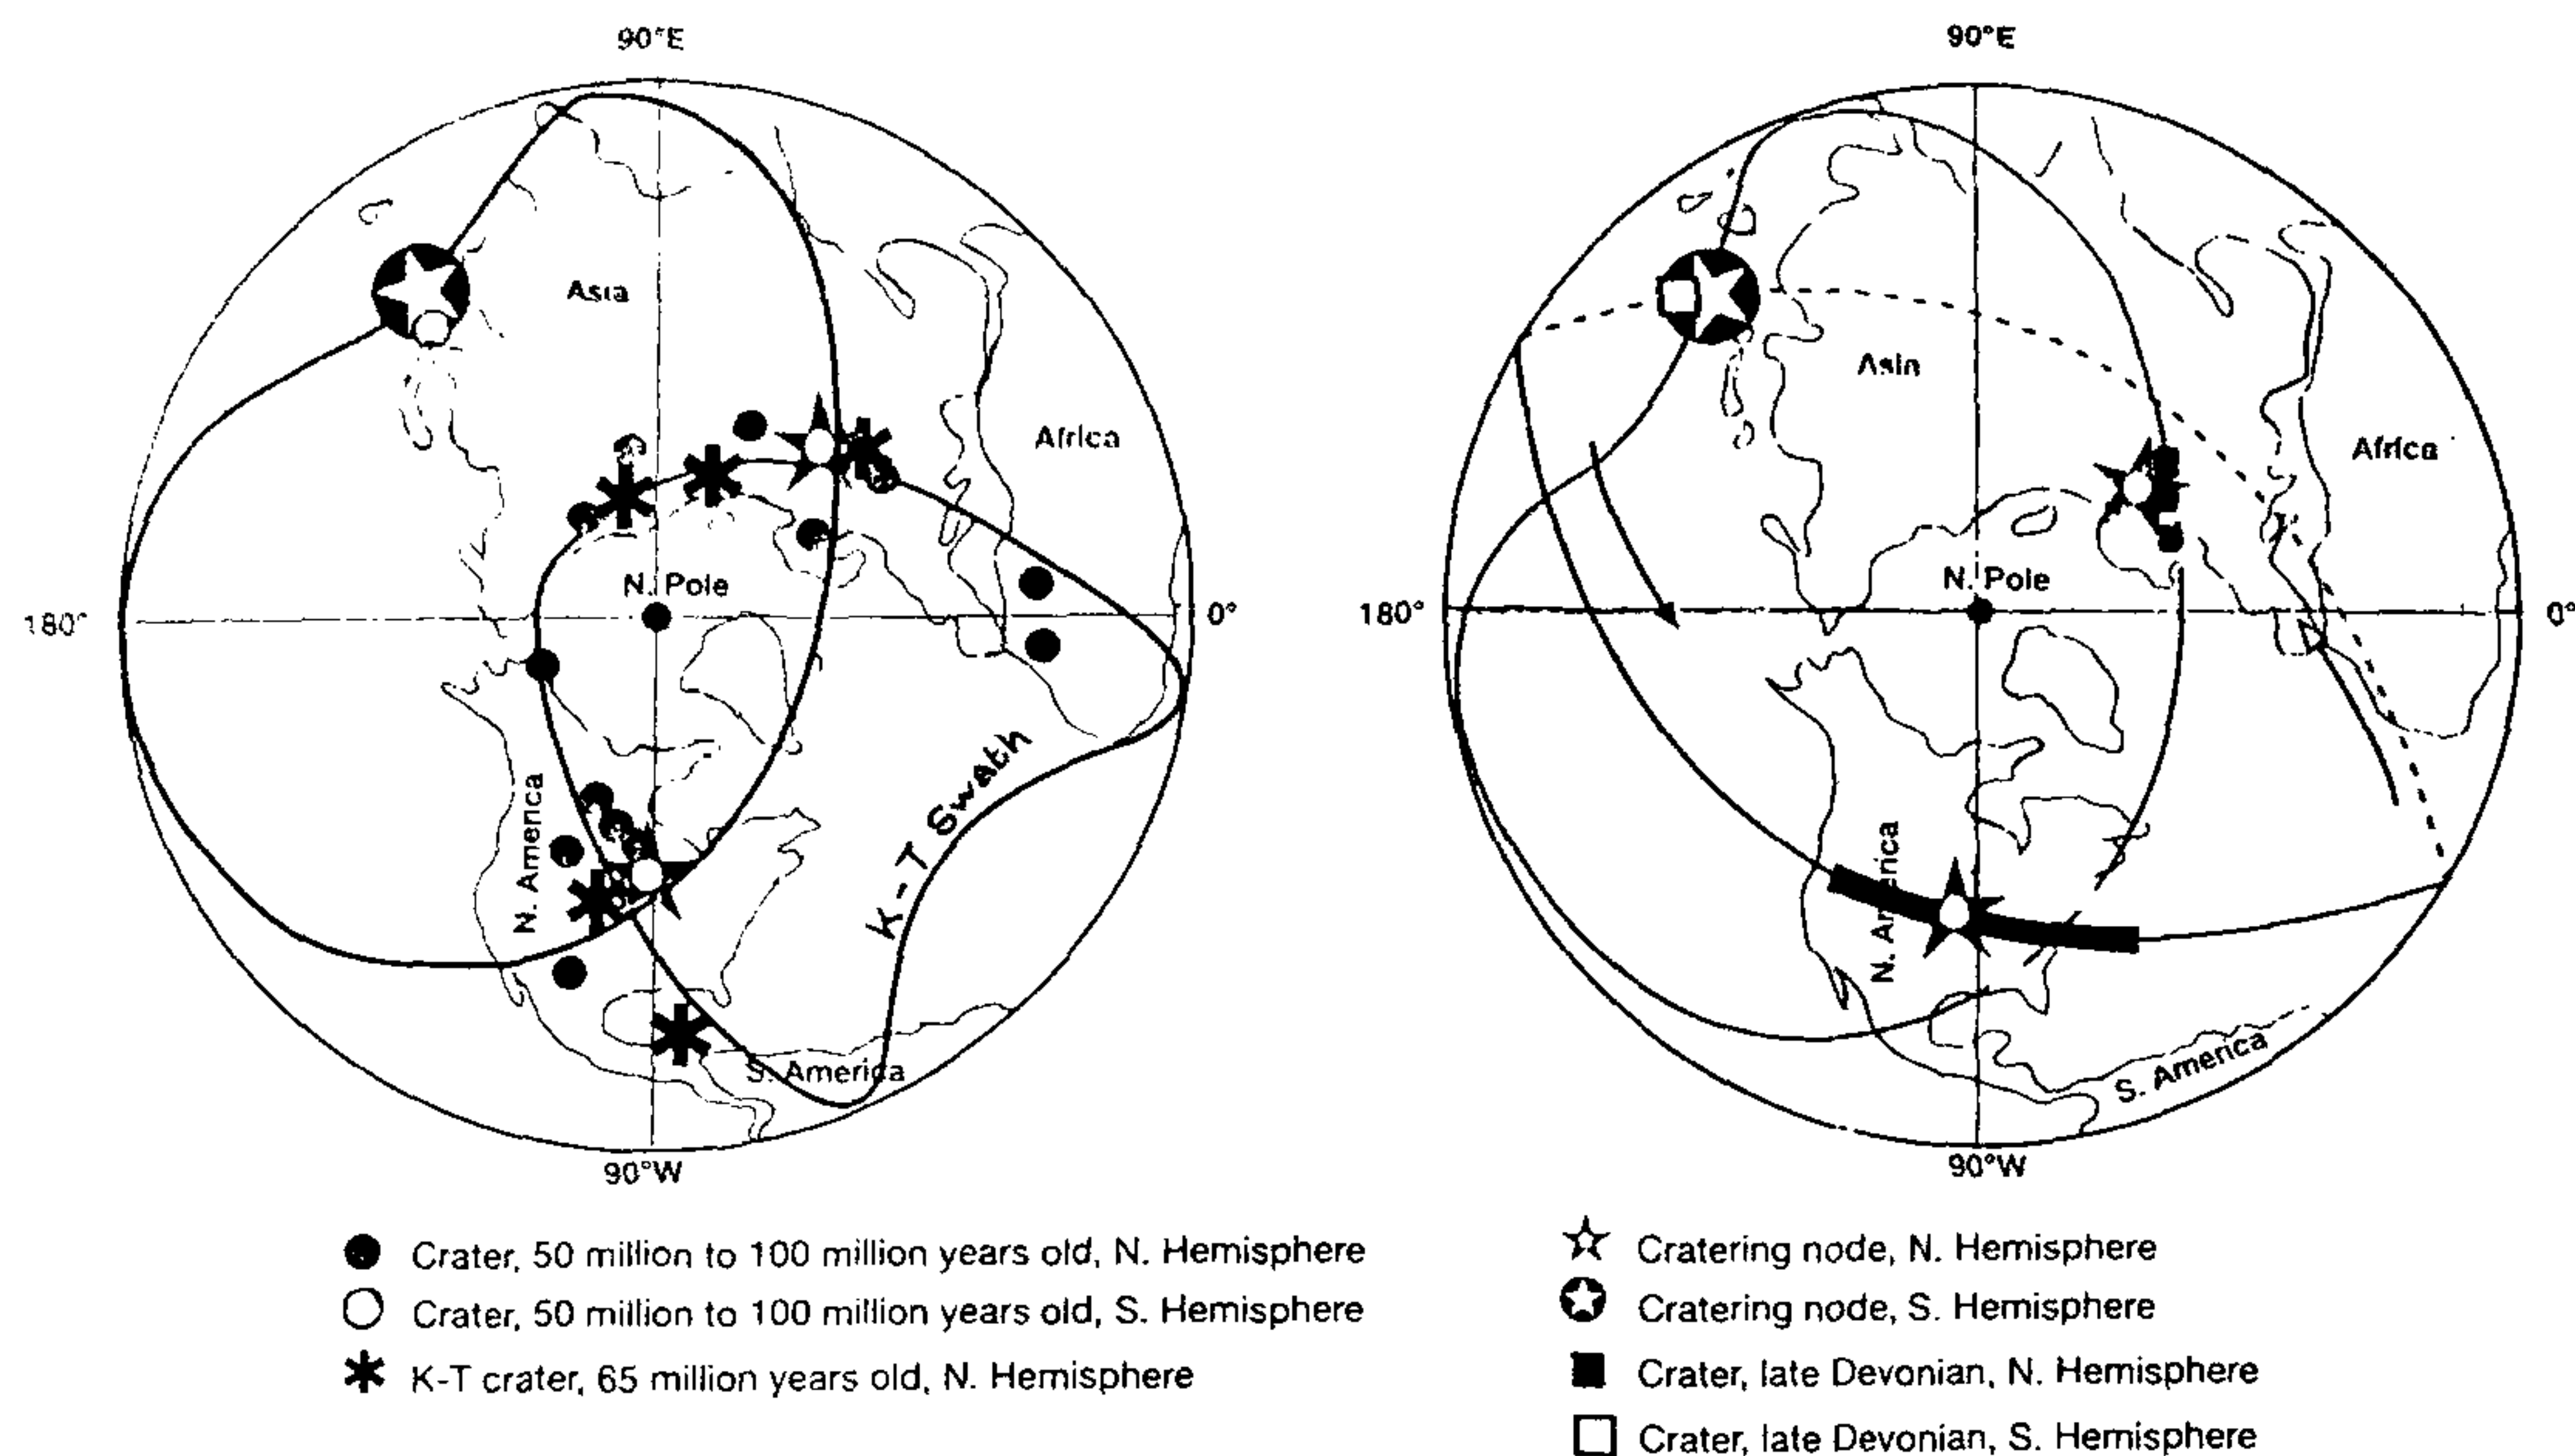 90°E
Asia
Africa
N. Pole
180°
0°
N. America
K-T Swath
S. America
90°W
90°E
Asia
Africa
N. Pole
180°
0°
N. America
S. America
90°W
Crater, 50 million to 100 million years old, N. Hemisphere
Crater, 50 million to 100 million years old, S. Hemisphere
K-T crater, 65 million years old, N. Hemisphere
Cratering node, N. Hemisphere
Cratering node, S. Hemisphere
Crater, late Devonian, N. Hemisphere
Crater, late Devonian, S. Hemisphere